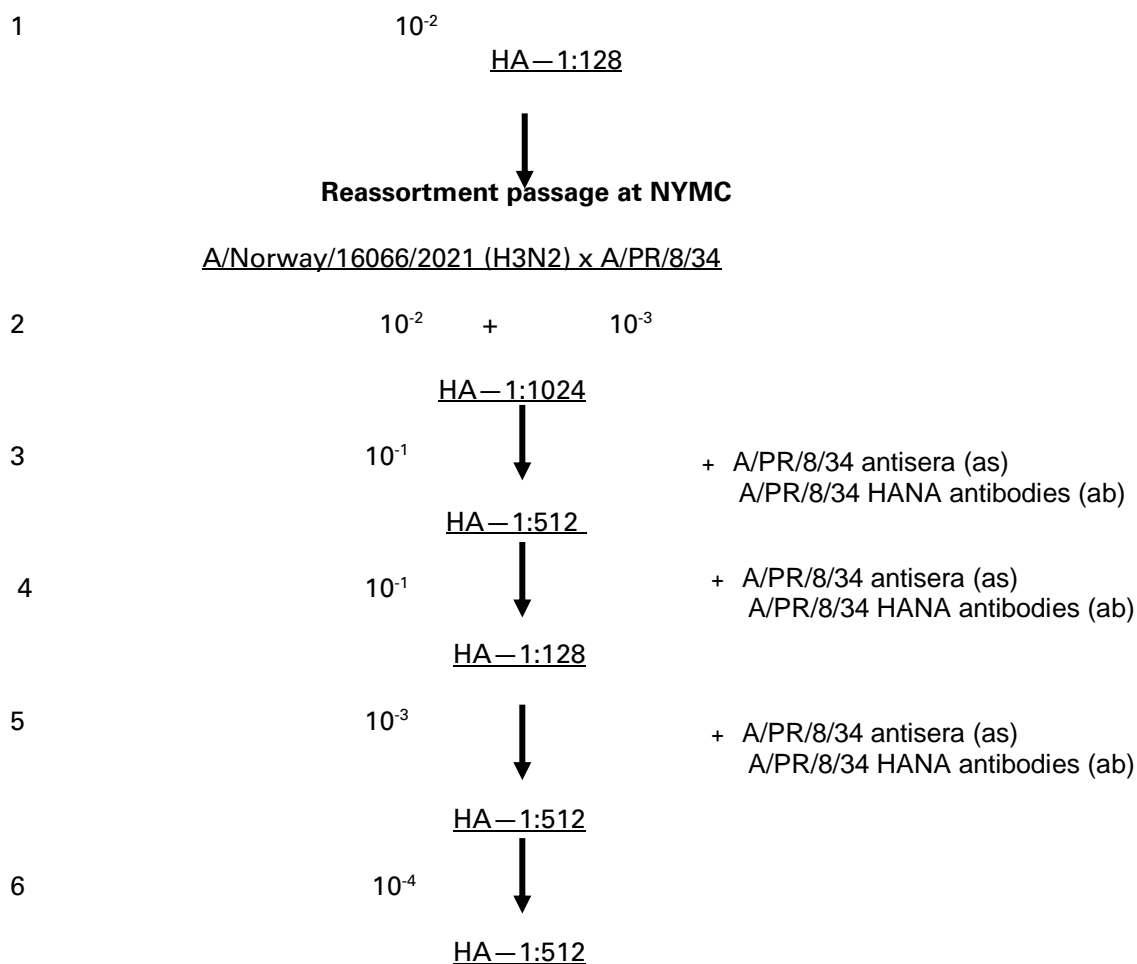 1 10⁻²
HA—1:128
Reassortment passage at NYMC
A/Norway/16066/2021 (H3N2) x A/PR/8/34
2 10⁻² + 10⁻³
HA—1:1024
3 10⁻¹ + A/PR/8/34 antisera (as)
A/PR/8/34 HANA antibodies (ab)
HA—1:512
4 10⁻¹ + A/PR/8/34 antisera (as)
A/PR/8/34 HANA antibodies (ab)
HA—1:128
5 10⁻³ + A/PR/8/34 antisera (as)
A/PR/8/34 HANA antibodies (ab)
HA—1:512
6 10⁻⁴
HA—1:512